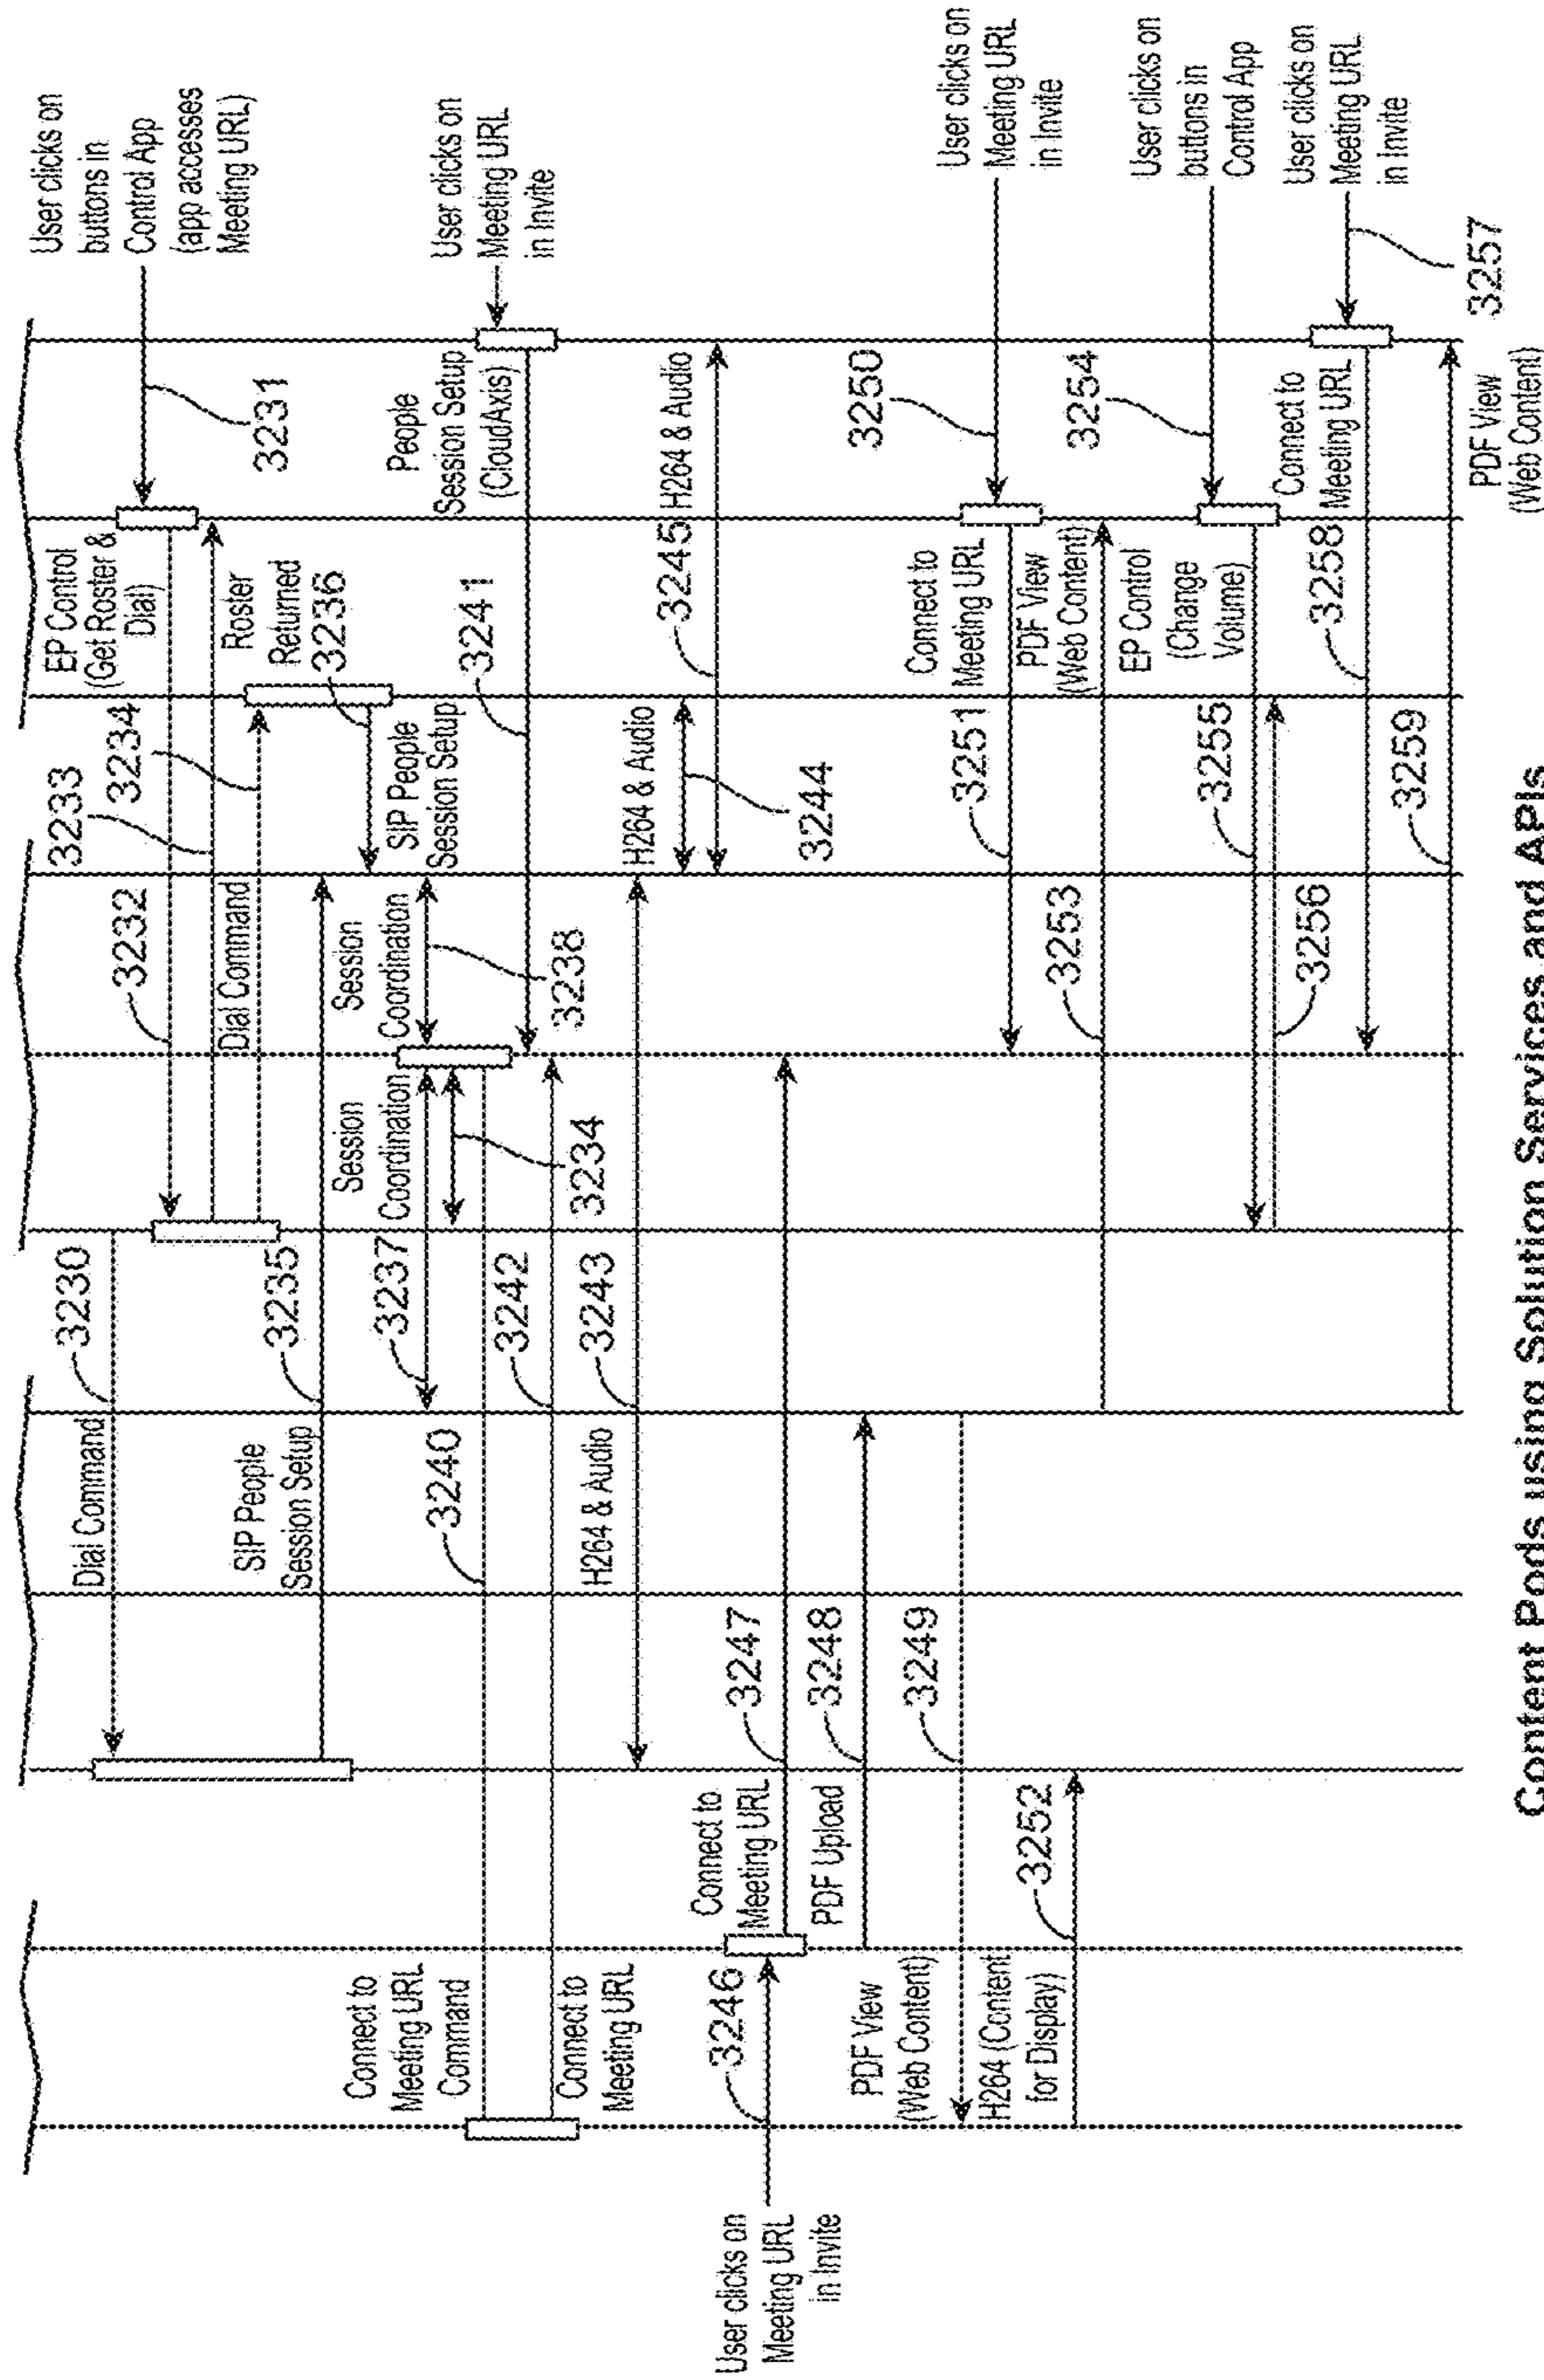 User clicks on
buttons in
Control App
(app accesses
Meeting URL)
Dial Command
3230
3232
3233
3234
EP Control
(Get Roster &
Dial)
3231
Dial Command
Roster
Returned
3236
SIP People
Session Setup
3235
SIP People
Session Setup
Session
Coordination
3237
Session
Coordination
3238
3234
3241
People
Session Setup
(CloudAxis)
User clicks on
Meeting URL
in Invite
Connect to
Meeting URL
Command
3240
3242
Connect to
Meeting URL
H264 & Audio
3243
H264 & Audio
3244
3245
H264 & Audio
User clicks on
Meeting URL
in Invite
3246
Connect to
Meeting URL
3247
PDF Upload
3248
PDF View
(Web Content)
3249
3250
User clicks on
Meeting URL
in Invite
Connect to
Meeting URL
3251
H264 (Content
for Display)
3252
3253
PDF View
(Web Content)
3254
User clicks on
buttons in
Control App
EP Control
(Change
Volume)
3255
3256
Connect to
Meeting URL
3258
User clicks on
Meeting URL
in Invite
3257
3259
PDF View
(Web Content)
Content Pods using Solution Services and APIs